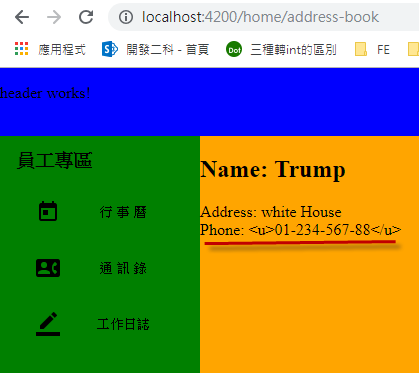 localhost:4200/home/address-book
應用程式 開發二科 - 首頁 Dot 三種轉int的區別 FE
header works!
員工專區
行事曆
通訊錄
工作日誌
Name: Trump
Address: white House
Phone: <u>01-234-567-88</u>